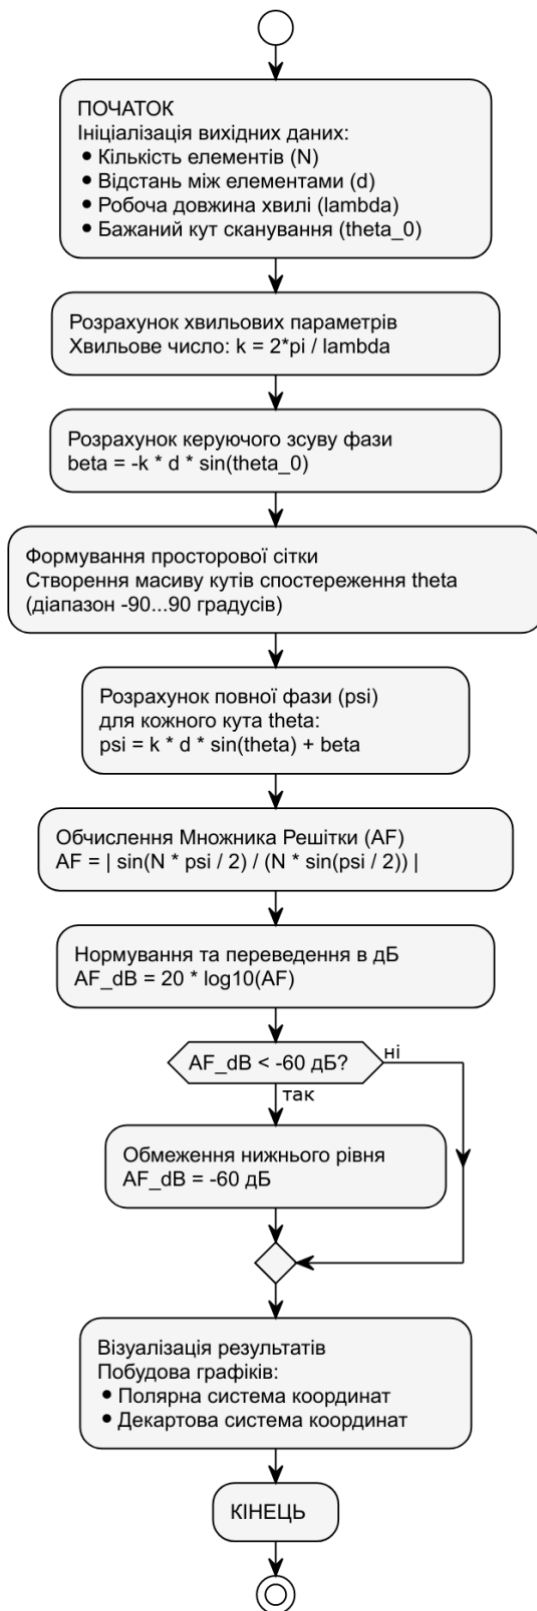 ПОЧАТОК
Ініціалізація вихідних даних:
● Кількість елементів (N)
● Відстань між елементами (d)
● Робоча довжина хвилі (lambda)
● Бажаний кут сканування (theta_0)
Розрахунок хвильових параметрів
Хвильове число: k = 2*pi / lambda
Розрахунок керуючого зсуву фази
beta = -k * d * sin(theta_0)
Формування просторової сітки
Створення масиву кутів спостереження theta
(діапазон -90...90 градусів)
Розрахунок повної фази (psi)
для кожного кута theta:
psi = k * d * sin(theta) + beta
Обчислення Множника Решітки (AF)
AF = | sin(N * psi / 2) / (N * sin(psi / 2)) |
Нормування та переведення в дБ
AF_dB = 20 * log10(AF)
AF_dB < -60 дБ?
ні
так
Обмеження нижнього рівня
AF_dB = -60 дБ
Візуалізація результатів
Побудова графіків:
● Полярна система координат
● Декартова система координат
КІНЕЦЬ